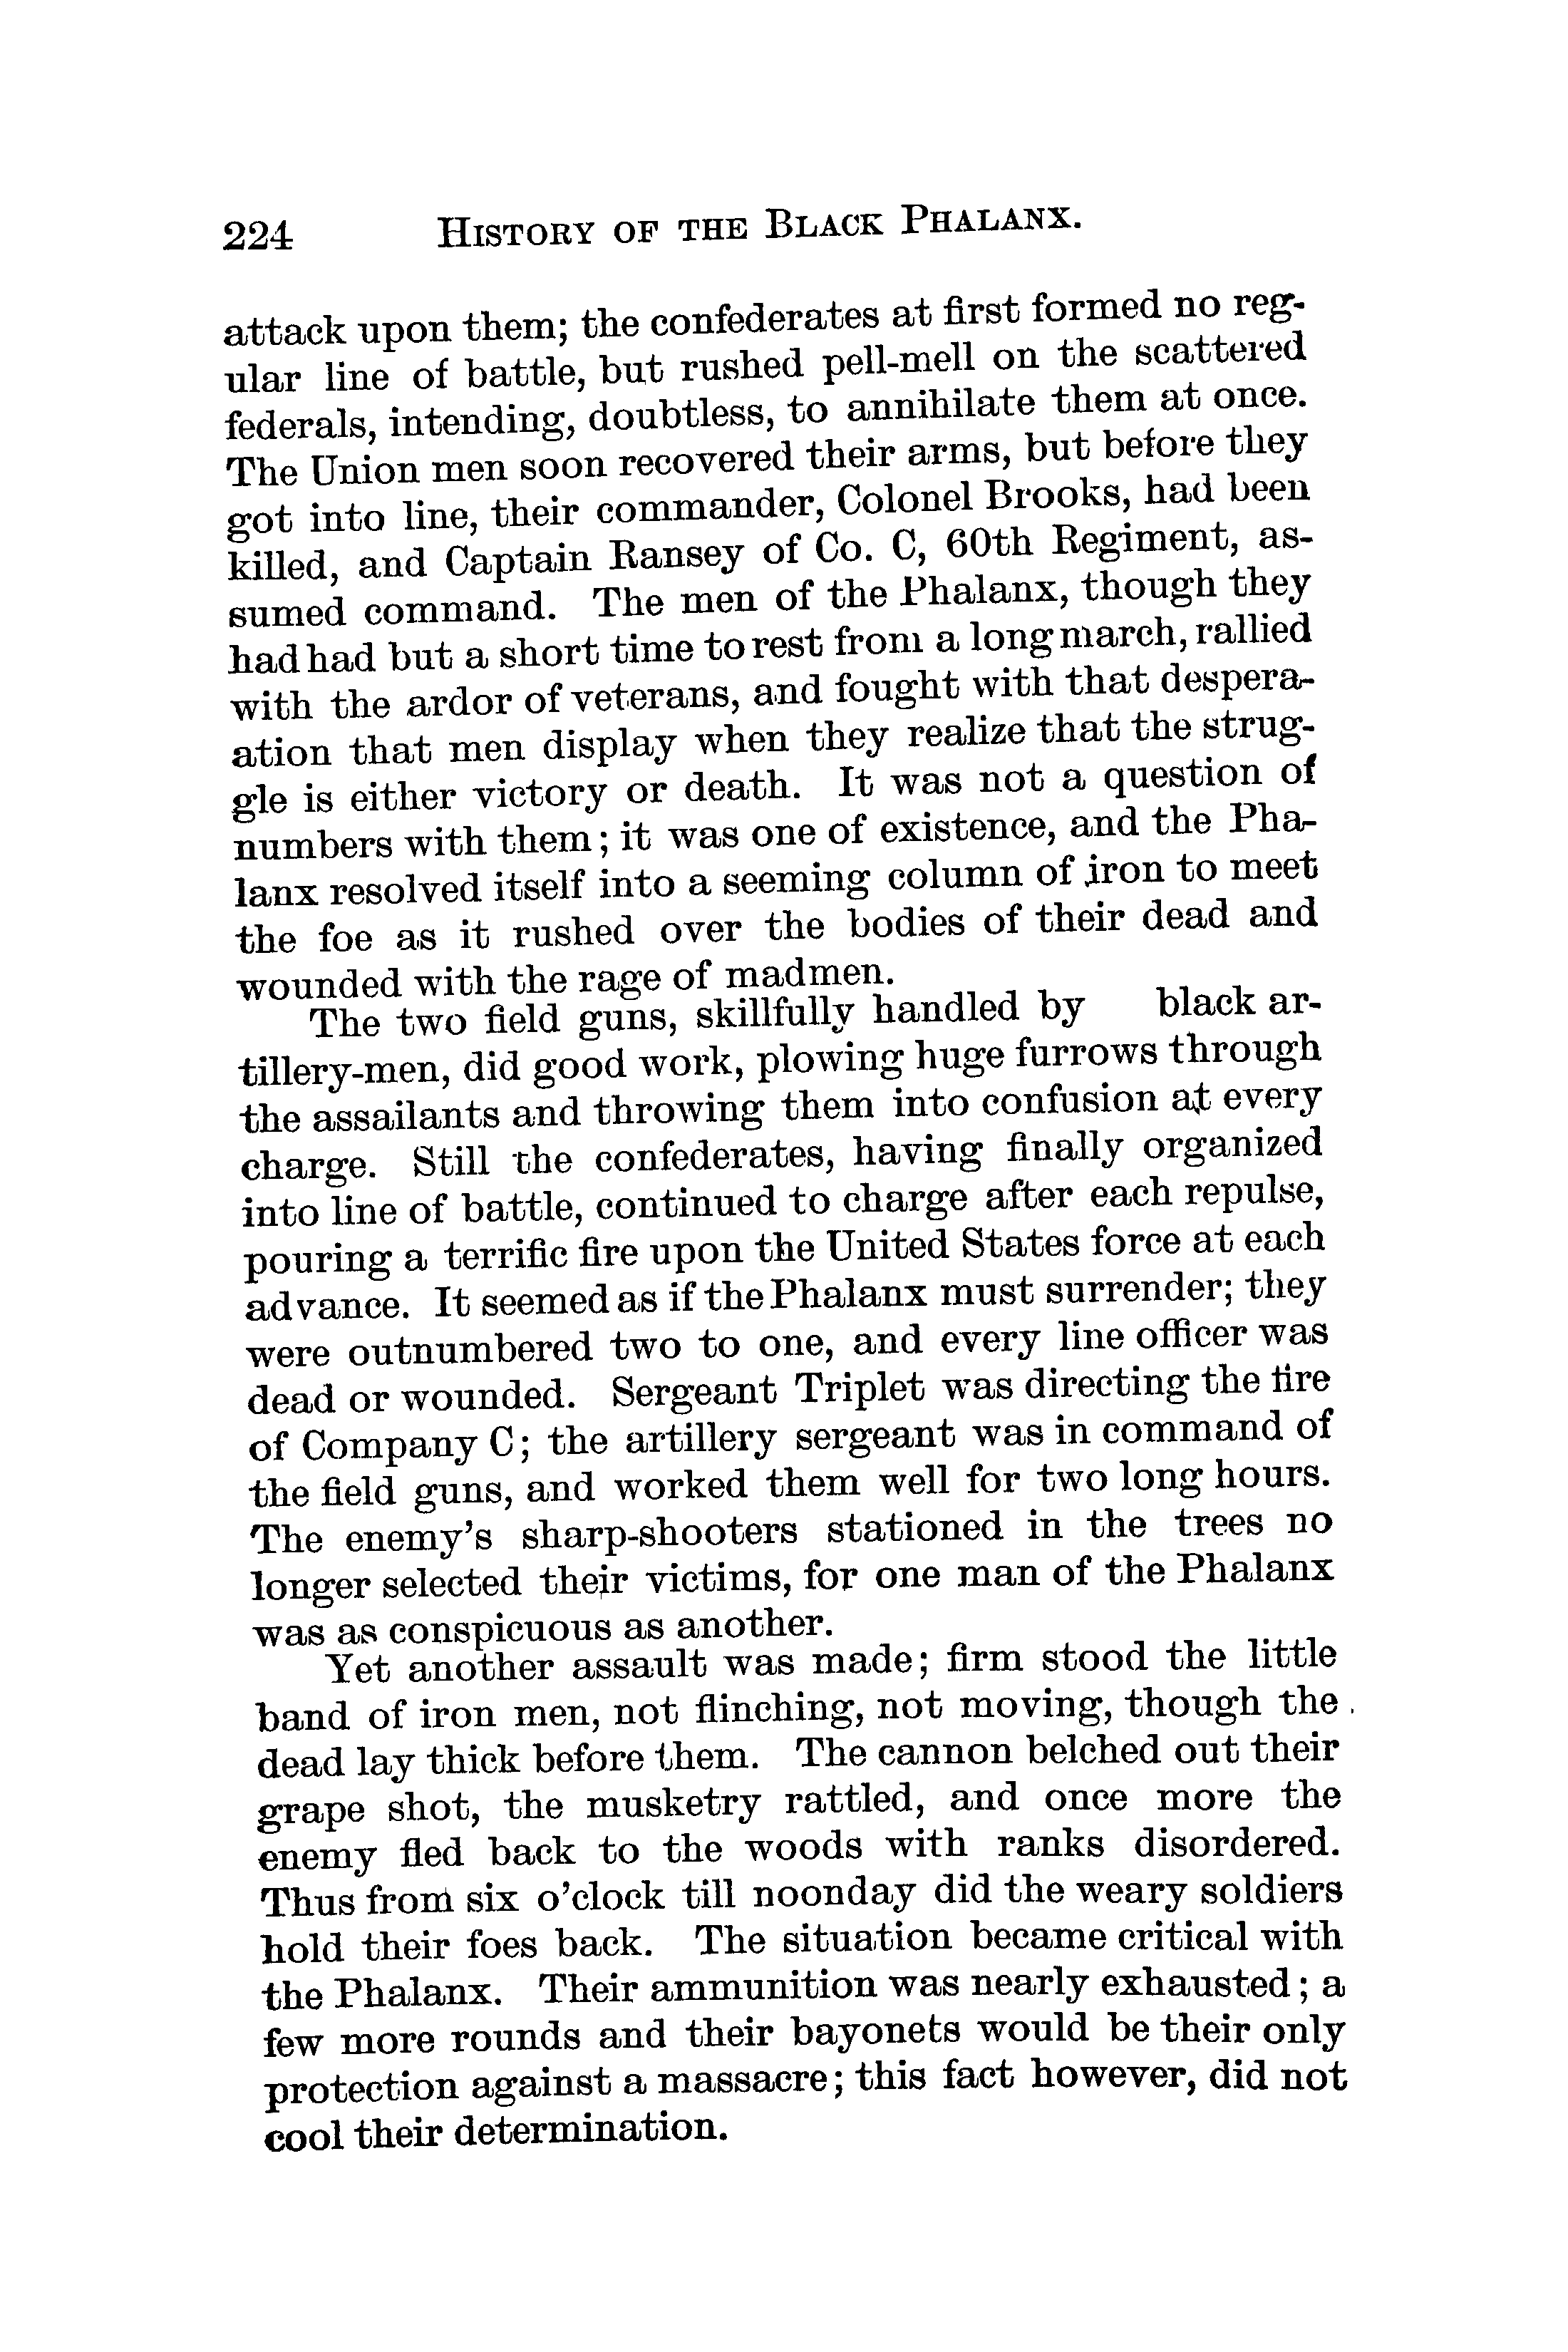 224 History of the Black Phalanx.
attack upon them; the confederates at first formed no reg-
ular line of battle, but rushed pell-mell on the scattered
federals, intending, doubtless, to annihilate them at once.
The Union men soon recovered their arms, but before they
got into line, their commander, Colonel Brooks, had been
killed, and Captain Ransey of Co. C, 60th Regiment, as-
sumed command. The men of the Phalanx, though they
had had but a short time to rest from a long march, rallied
with the ardor of veterans, and fought with that despera-
ation that men display when they realize that the strug-
gle is either victory or death. It was not a question of
numbers with them; it was one of existence, and the Pha-
lanx resolved itself into a seeming column of iron to meet
the foe as it rushed over the bodies of their dead and
wounded with the rage of madmen.
The two field guns, skillfully handled by black ar-
tillery-men, did good work, plowing huge furrows through
the assailants and throwing them into confusion at every
charge. Still the confederates, having finally organized
into line of battle, continued to charge after each repulse,
pouring a terrific fire upon the United States force at each
advance. It seemed as if the Phalanx must surrender; they
were outnumbered two to one, and every line officer was
dead or wounded. Sergeant Triplet was directing the fire
of Company C; the artillery sergeant was in command of
the field guns, and worked them well for two long hours.
The enemy's sharp-shooters stationed in the trees no
longer selected their victims, for one man of the Phalanx
was as conspicuous as another.
Yet another assault was made; firm stood the little
band of iron men, not flinching, not moving, though the
dead lay thick before them. The cannon belched out their
grape shot, the musketry rattled, and once more the
enemy fled back to the woods with ranks disordered.
Thus from six o'clock till noonday did the weary soldiers
hold their foes back. The situation became critical with
the Phalanx. Their ammunition was nearly exhausted; a
few more rounds and their bayonets would be their only
protection against a massacre; this fact however, did not
cool their determination.